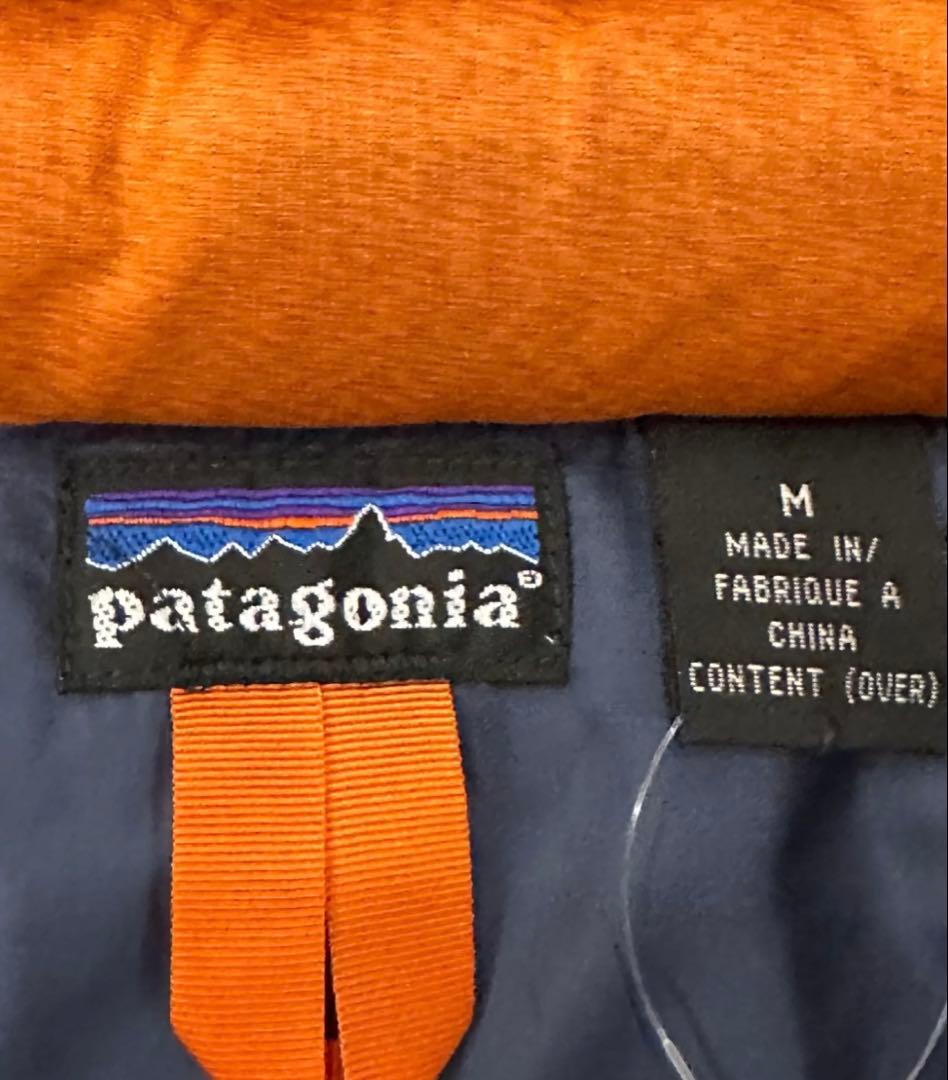 patagonia®
M
MADE IN/
FABRIQUE A
CHINA
CONTENT (OVER)